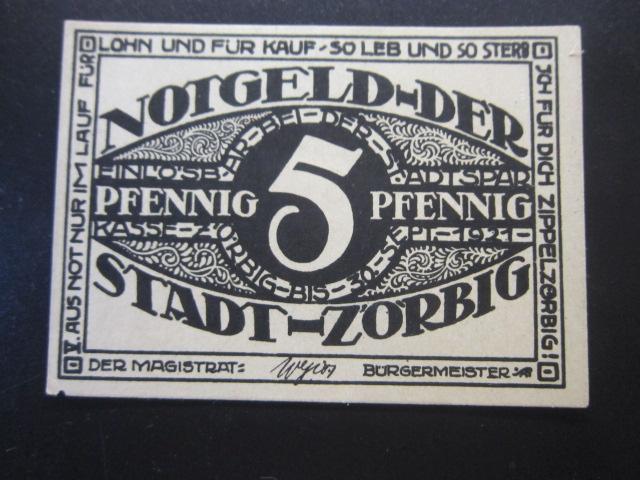 V. AUS NOT NUR IM LAUF FÜR
LOHN UND FÜR KAUF - SO LEB UND SO STERB
ICH FÜR DICH ZIPPELZÖRBIG!
NOTGELD-DER
EINLÖSBAR-BEI-DER-STADTSPAR
PFENNIG 5 PFENNIG
KASSE-ZÖRBIG-BIS-30-SEPT-1921-
STADT-ZÖRBIG
DER MAGISTRAT: BÜRGERMEISTER